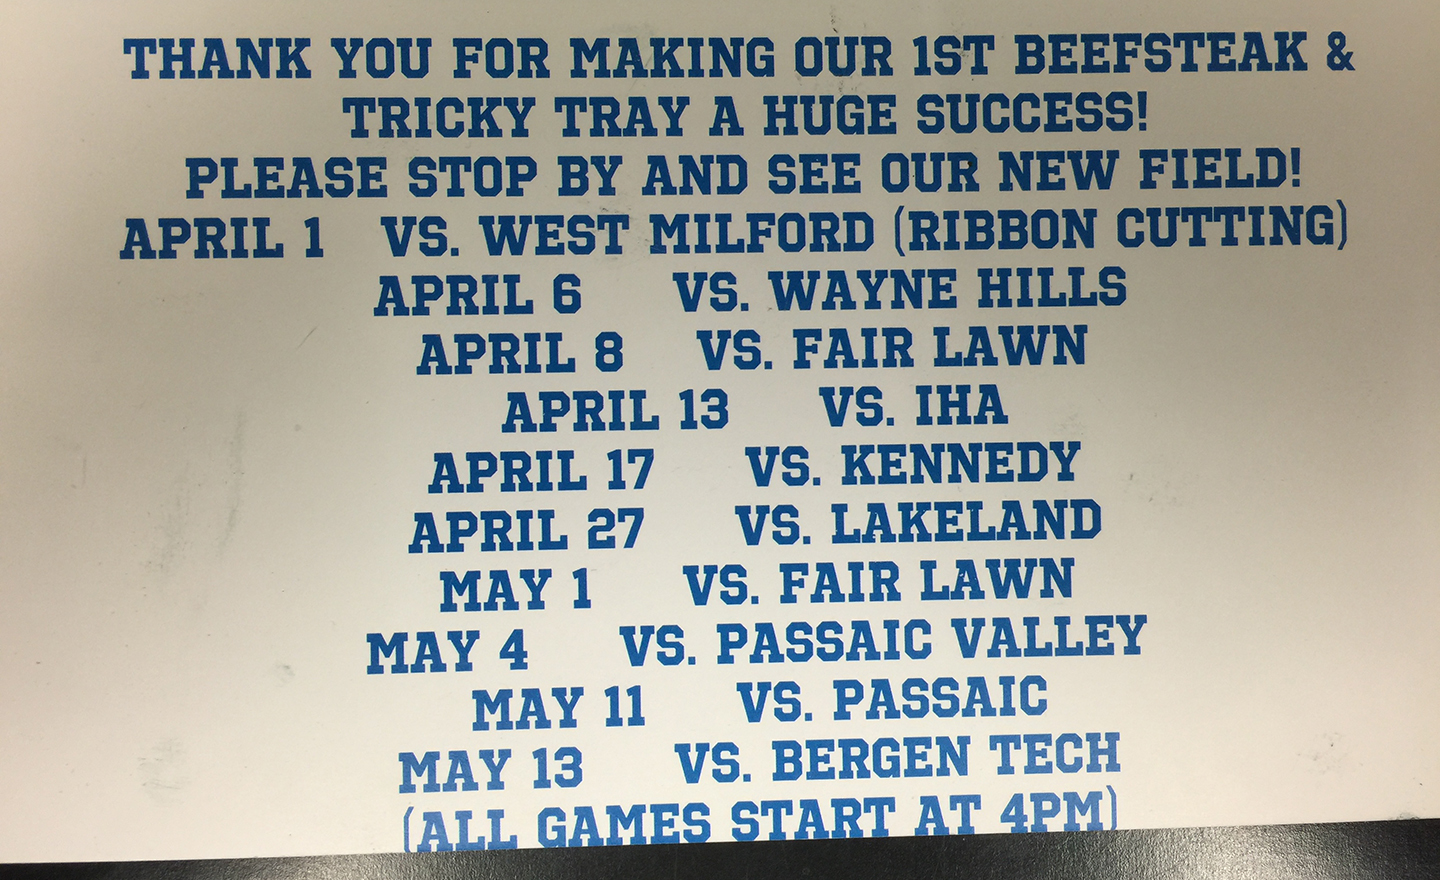 THANK YOU FOR MAKING OUR 1ST BEEFSTEAK &
TRICKY TRAY A HUGE SUCCESS!
PLEASE STOP BY AND SEE OUR NEW FIELD!
APRIL 1 VS. WEST MILFORD (RIBBON CUTTING)
APRIL 6 VS. WAYNE HILLS
APRIL 8 VS. FAIR LAWN
APRIL 13 VS. IHA
APRIL 17 VS. KENNEDY
APRIL 27 VS. LAKELAND
MAY 1 VS. FAIR LAWN
MAY 4 VS. PASSAIC VALLEY
MAY 11 VS. PASSAIC
MAY 13 VS. BERGEN TECH
(ALL GAMES START AT 4PM)